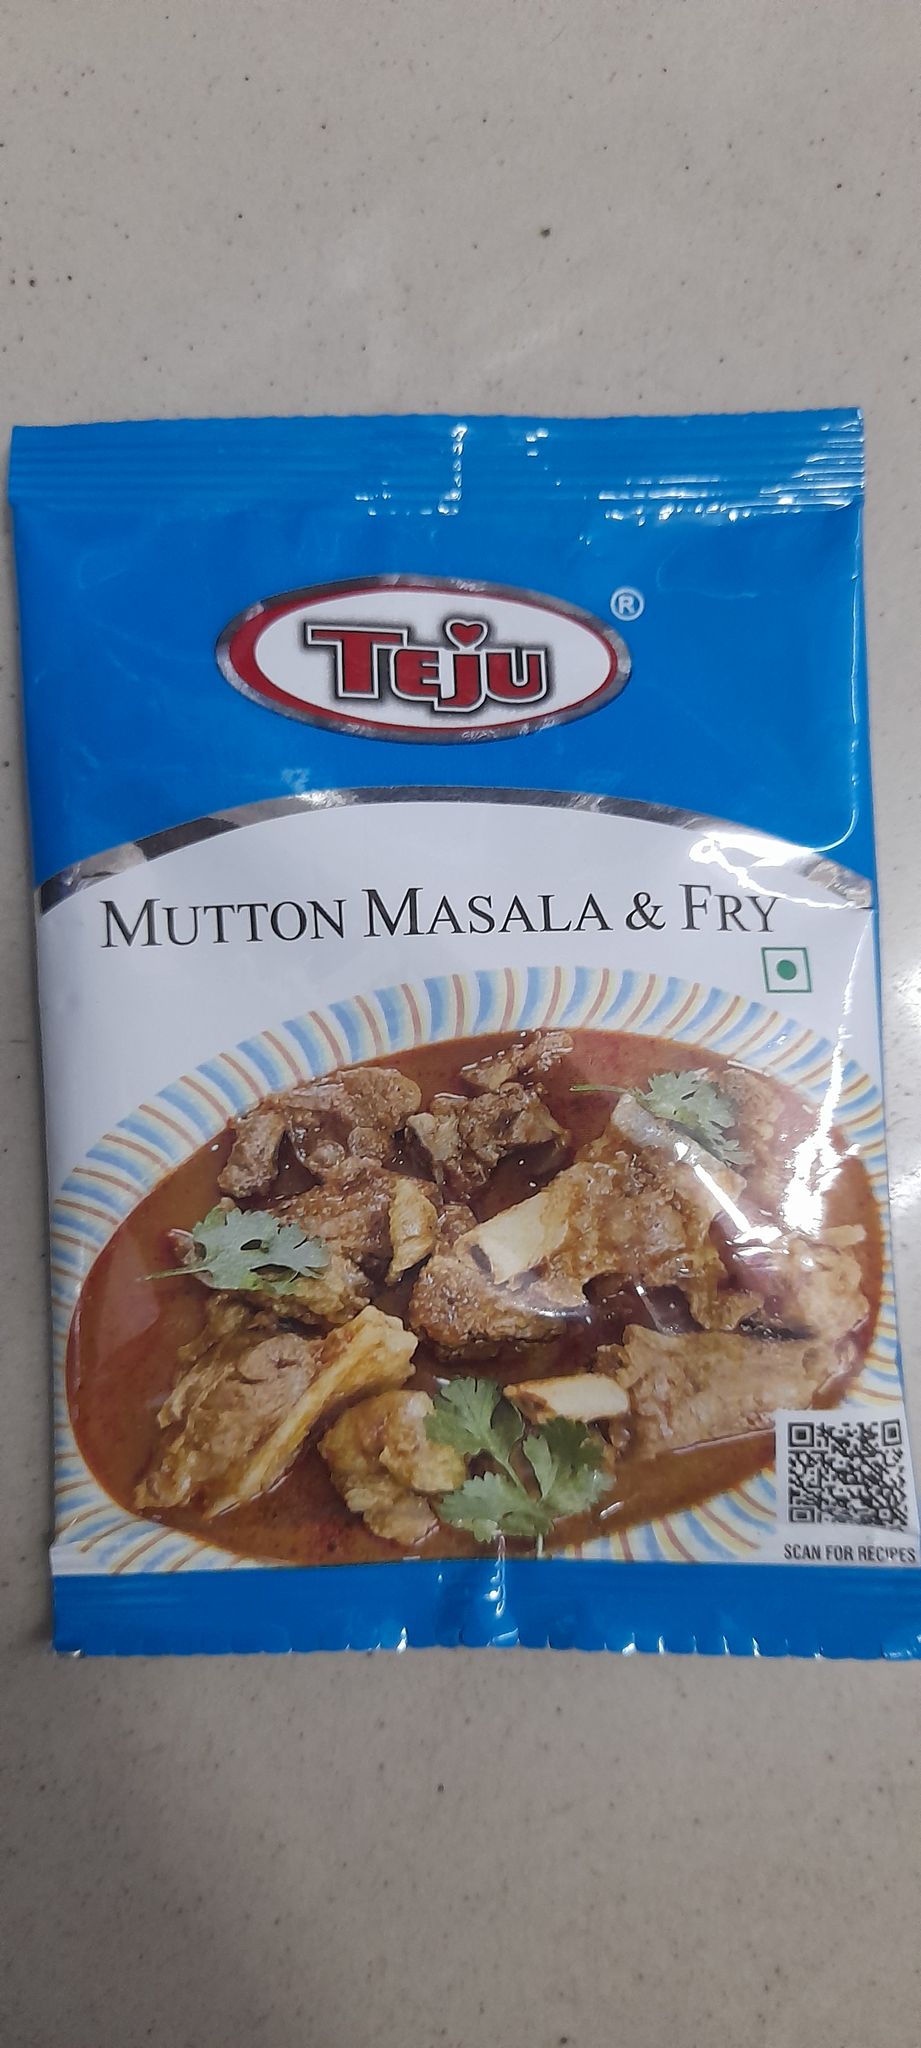 TEJU ®
MUTTON MASALA & FRY
SCAN FOR RECIPES